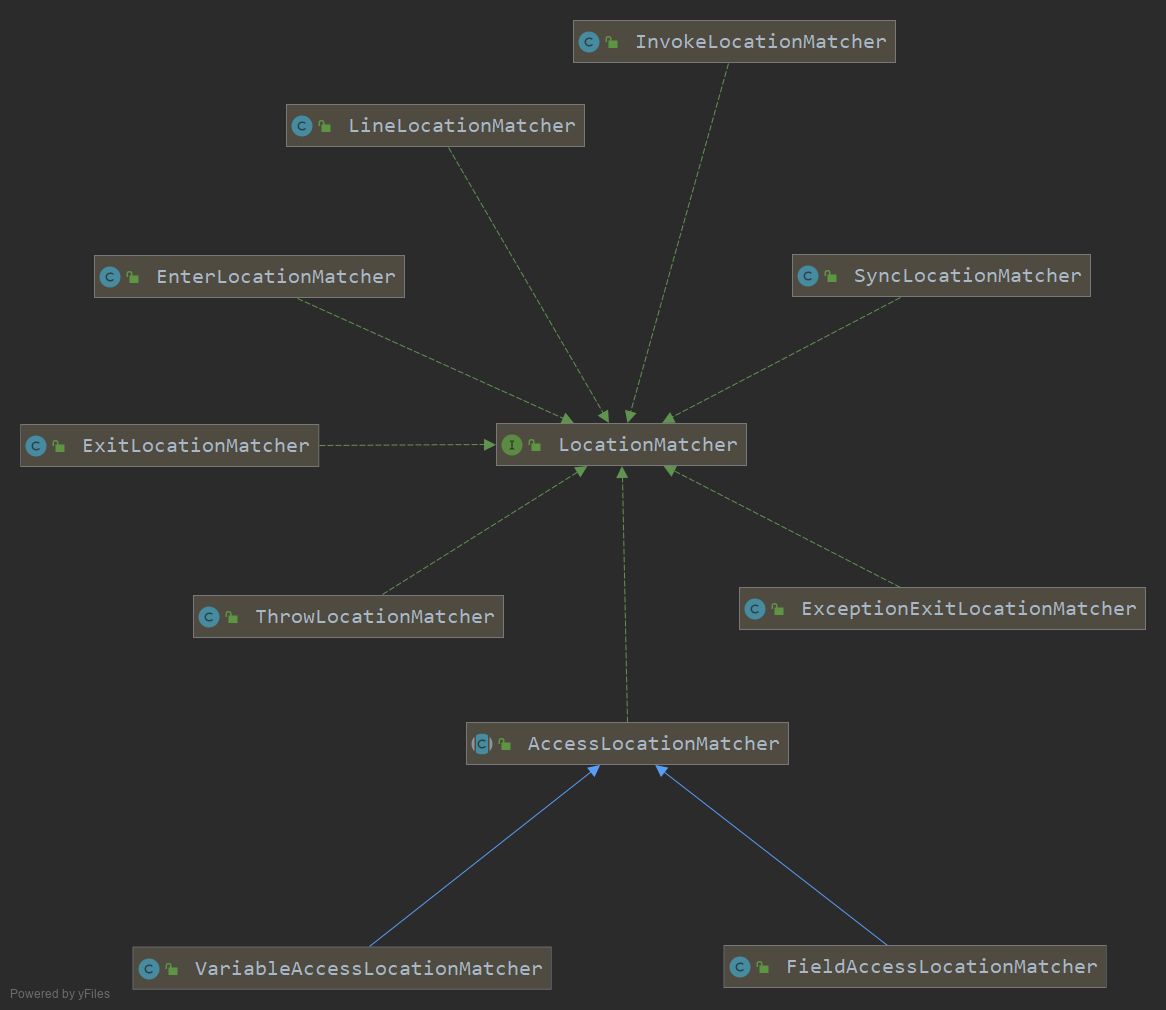 InvokeLocationMatcher
LineLocationMatcher
EnterLocationMatcher
SyncLocationMatcher
ExitLocationMatcher
LocationMatcher
ThrowLocationMatcher
ExceptionExitLocationMatcher
AccessLocationMatcher
VariableAccessLocationMatcher
FieldAccessLocationMatcher
Powered by yFiles